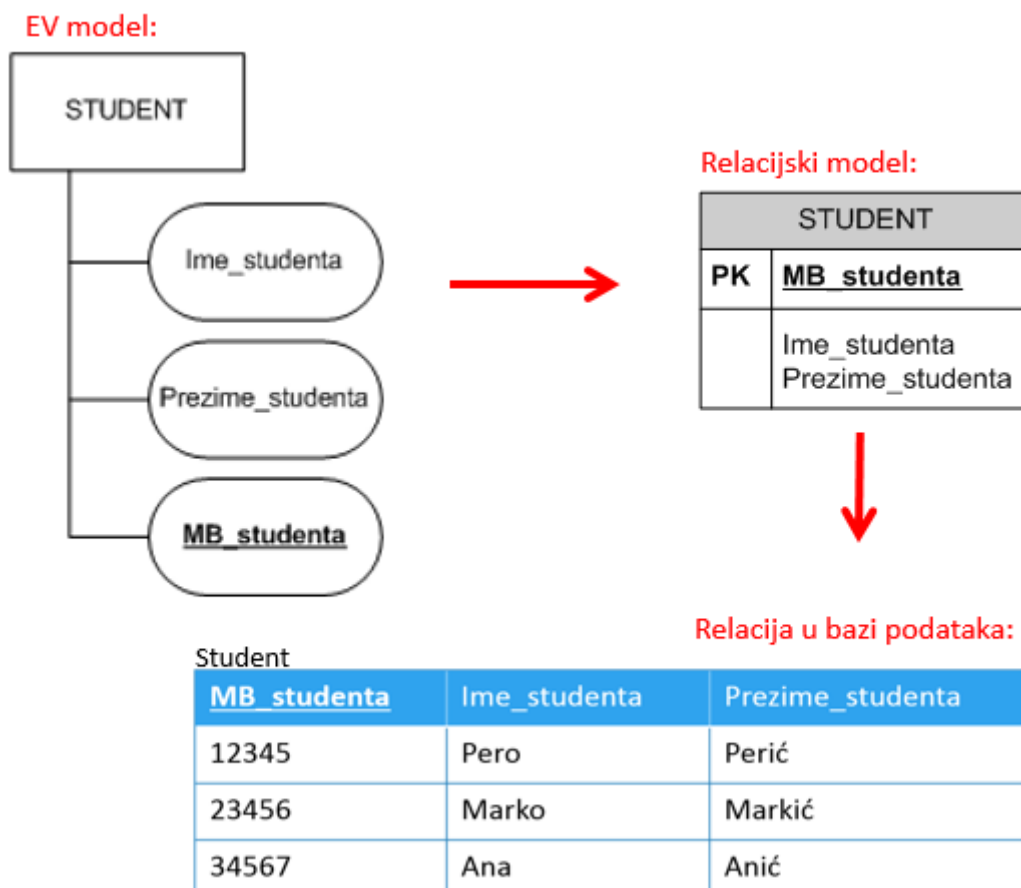 EV model:
STUDENT
Ime_studenta
Prezime_studenta
MB_studenta
Relacijski model:
STUDENT
PK MB_studenta
Ime_studenta
Prezime_studenta
Relacija u bazi podataka:
Student
MB_studenta Ime_studenta Prezime_studenta
12345 Pero Perić
23456 Marko Markić
34567 Ana Anić